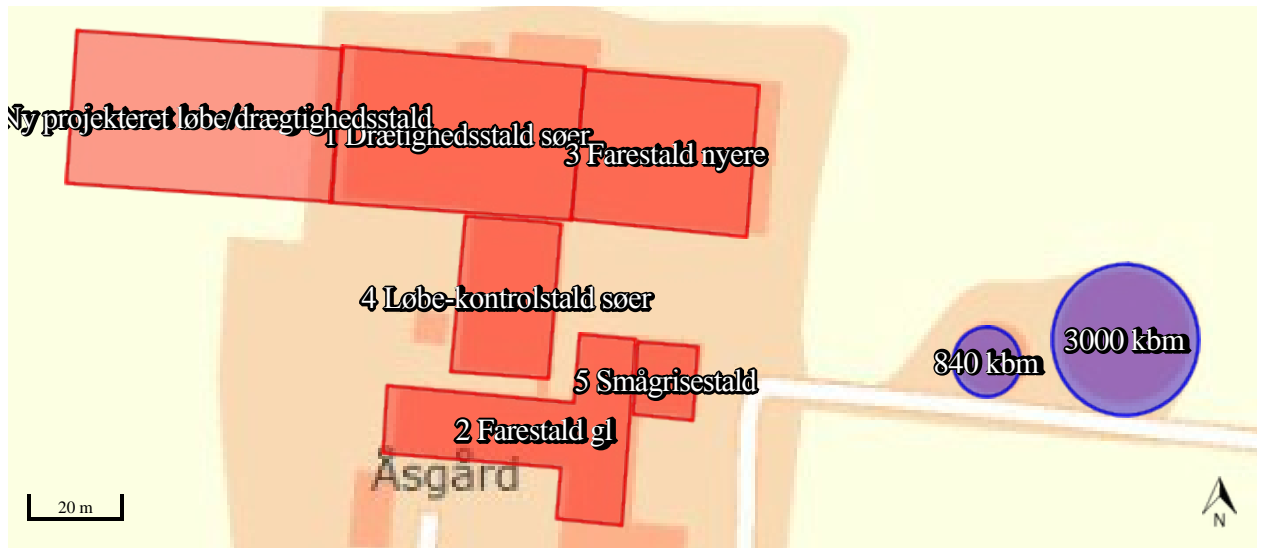 Ny projekteret løbe/drægtighedsstald
1 Drætighedsstald søer
3 Farestald nyere
4 Løbe-kontrolstald søer
840 kbm
3000 kbm
5 Smågrisestald
2 Farestald gl
Åsgård
20 m
N